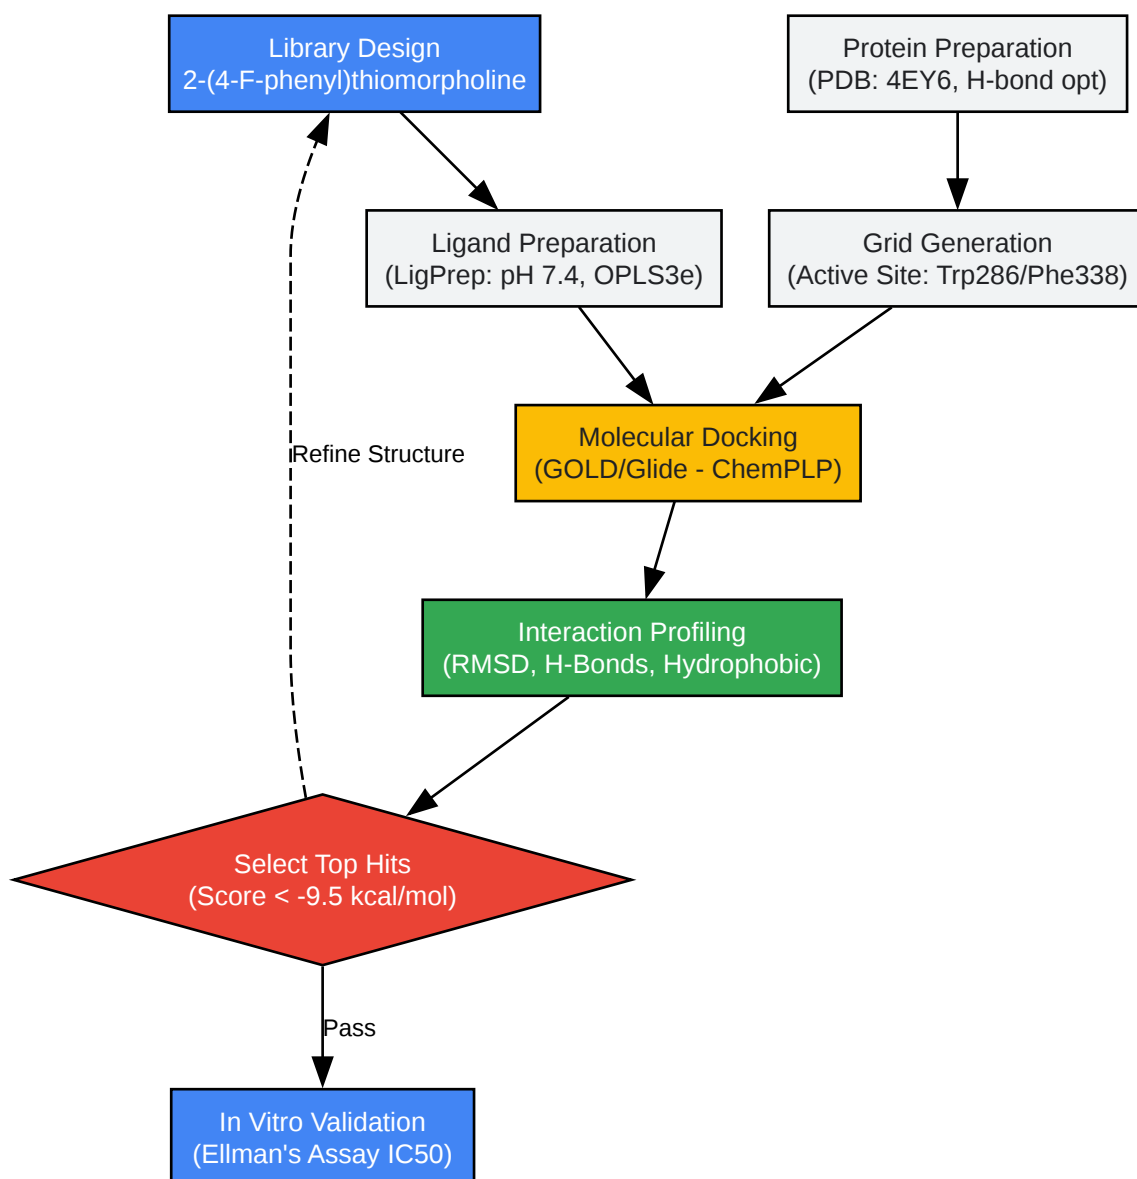 Library Design
2-(4-F-phenyl)thiomorpholine
Protein Preparation
(PDB: 4EY6, H-bond opt)
Ligand Preparation
(LigPrep: pH 7.4, OPLS3e)
Grid Generation
(Active Site: Trp286/Phe338)
Molecular Docking
(GOLD/Glide - ChemPLP)
Refine Structure
Interaction Profiling
(RMSD, H-Bonds, Hydrophobic)
Select Top Hits
(Score < -9.5 kcal/mol)
Pass
In Vitro Validation
(Ellman's Assay IC50)